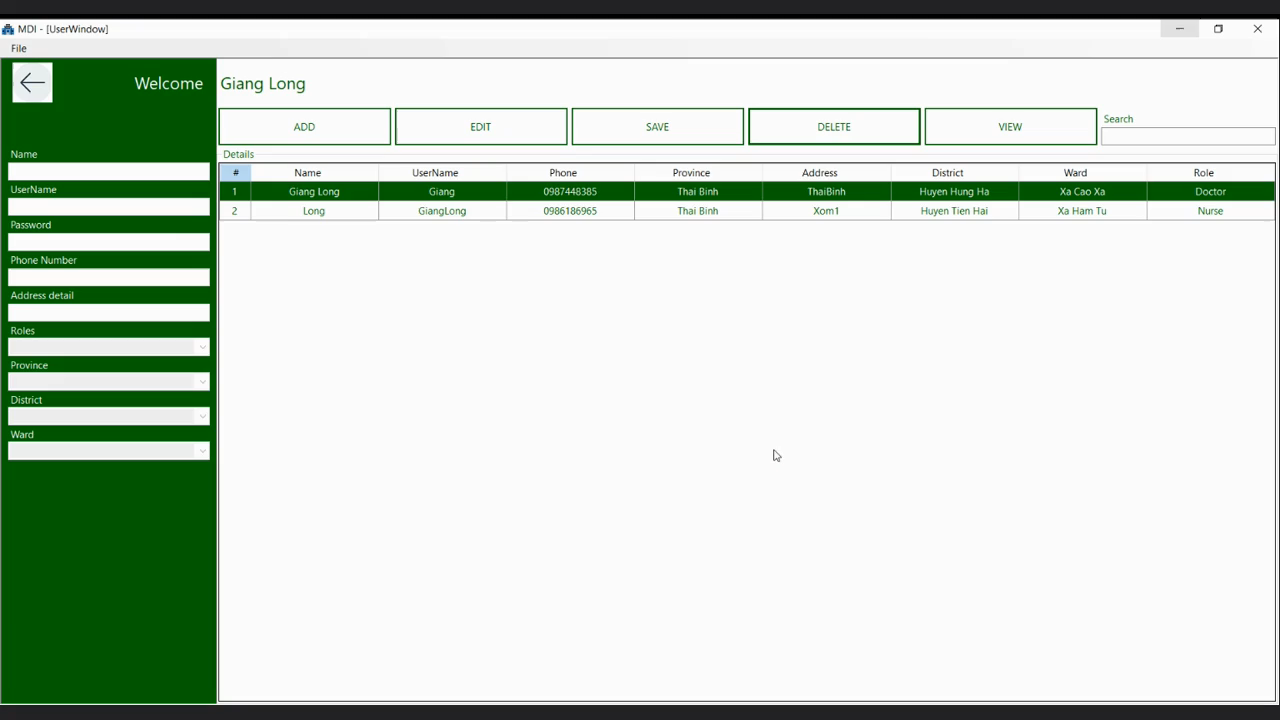 MDI - [UserWindow]
File
Welcome Giang Long
ADD EDIT SAVE DELETE VIEW
Search
Details
Name
UserName
Password
Phone Number
Address detail
Roles
Province
District
Ward
# Name UserName Phone Province Address District Ward Role
1 Giang Long Giang 0987448385 Thai Binh ThaiBinh Huyen Hung Ha Xa Cao Xa Doctor
2 Long GiangLong 0986186965 Thai Binh Xom1 Huyen Tien Hai Xa Ham Tu Nurse